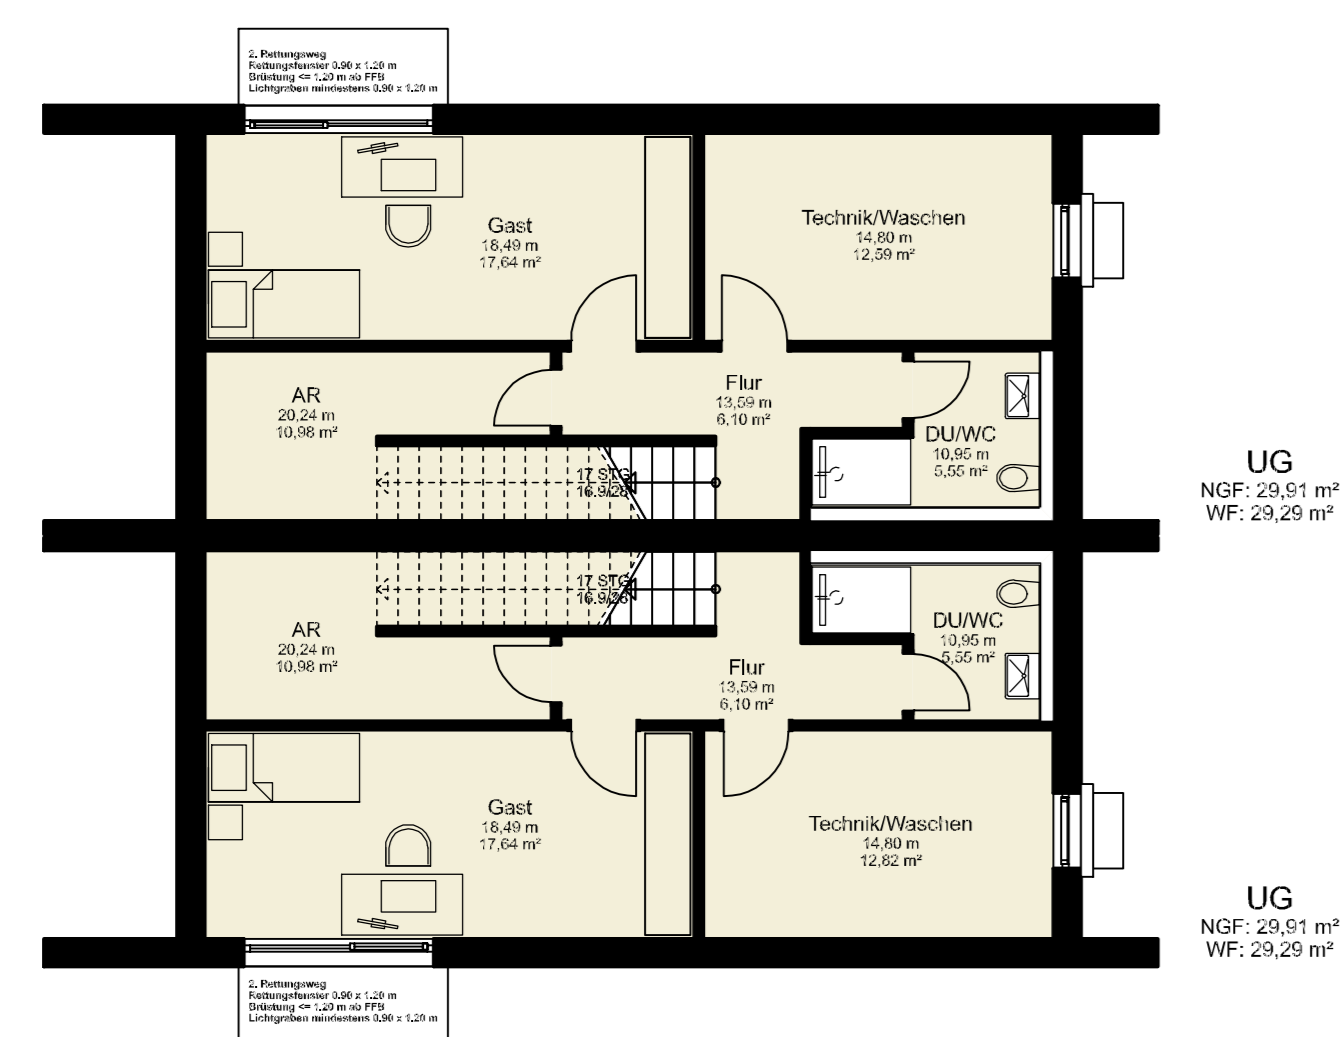 2. Rettungsweg
Rettungsfenster 0.90 x 1.20 m
Brüstung <= 1.20 m ab FFB
Lichtgraben mindestens 0.90 x 1.20 m
Gast
18,49 m
17,64 m²
Technik/Waschen
14,80 m
12,59 m²
AR
20,24 m
10,98 m²
Flur
13,59 m
6,10 m²
DU/WC
10,95 m
5,55 m²
17 STG
16.9/28
UG
NGF: 29,91 m²
WF: 29,29 m²
17 STG
16.9/28
AR
20,24 m
10,98 m²
Flur
13,59 m
6,10 m²
DU/WC
10,95 m
5,55 m²
Gast
18,49 m
17,64 m²
Technik/Waschen
14,80 m
12,82 m²
UG
NGF: 29,91 m²
WF: 29,29 m²
2. Rettungsweg
Rettungsfenster 0.90 x 1.20 m
Brüstung <= 1.20 m ab FFB
Lichtgraben mindestens 0.90 x 1.20 m